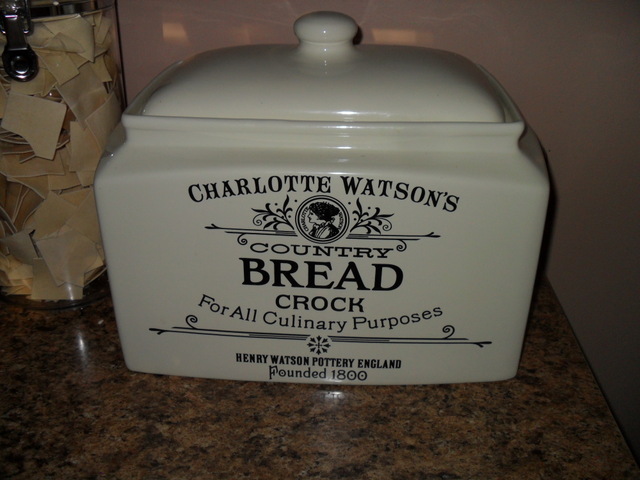 CHARLOTTE WATSON'S
COUNTRY
BREAD
CROCK
For All Culinary Purposes
HENRY WATSON POTTERY ENGLAND
Founded 1800